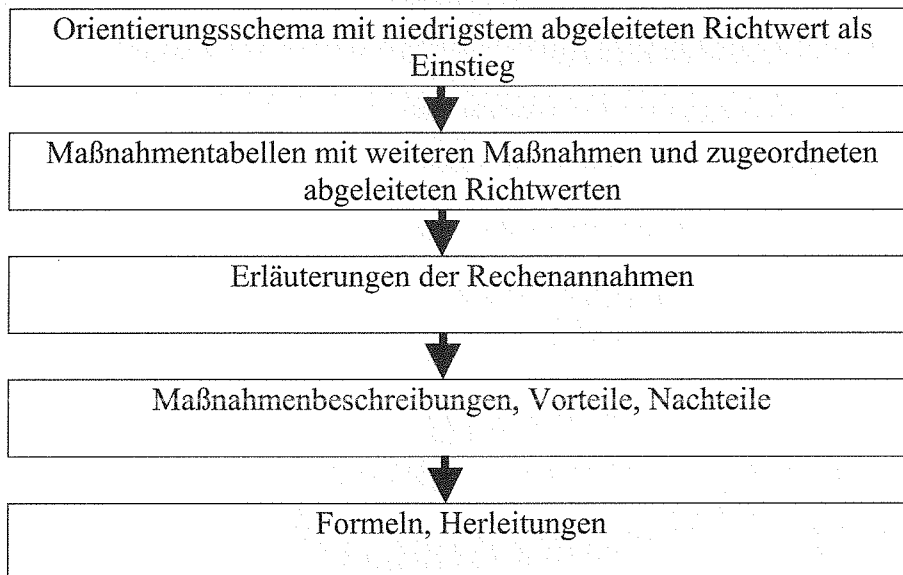 Orientierungsschema mit niedrigstem abgeleiteten Richtwert als
Einstieg
Maßnahmentabellen mit weiteren Maßnahmen und zugeordneten
abgeleiteten Richtwerten
Erläuterungen der Rechenannahmen
Maßnahmenbeschreibungen, Vorteile, Nachteile
Formeln, Herleitungen